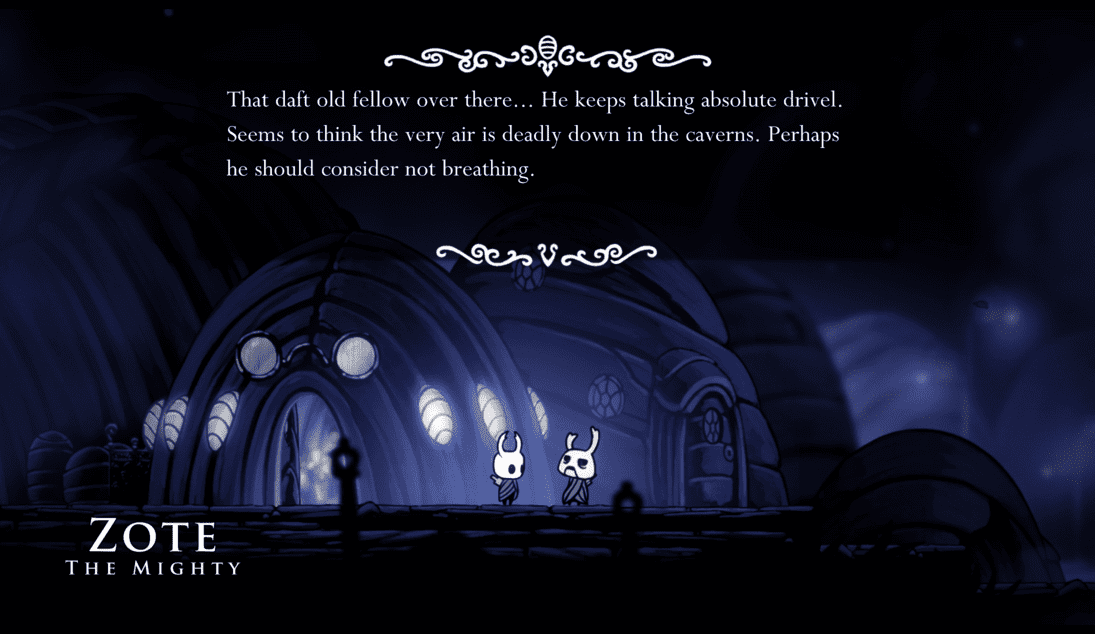 That daft old fellow over there... He keeps talking absolute drivel.
Seems to think the very air is deadly down in the caverns. Perhaps
he should consider not breathing.
ZOTE
THE MIGHTY